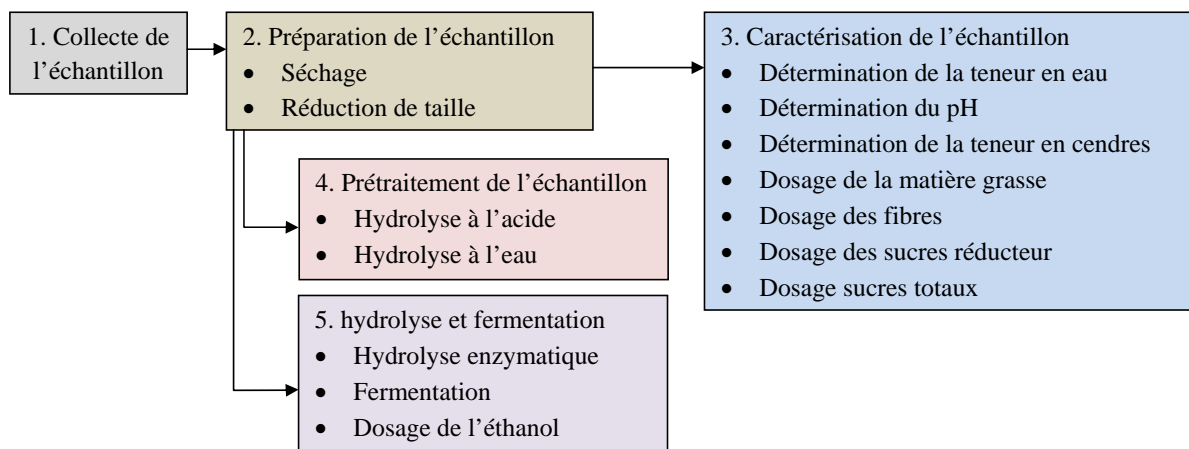 1. Collecte de
l’échantillon
2. Préparation de l’échantillon
• Séchage
• Réduction de taille
3. Caractérisation de l’échantillon
• Détermination de la teneur en eau
• Détermination du pH
• Détermination de la teneur en cendres
• Dosage de la matière grasse
• Dosage des fibres
• Dosage des sucres réducteur
• Dosage sucres totaux
4. Prétraitement de l’échantillon
• Hydrolyse à l’acide
• Hydrolyse à l’eau
5. hydrolyse et fermentation
• Hydrolyse enzymatique
• Fermentation
• Dosage de l’éthanol